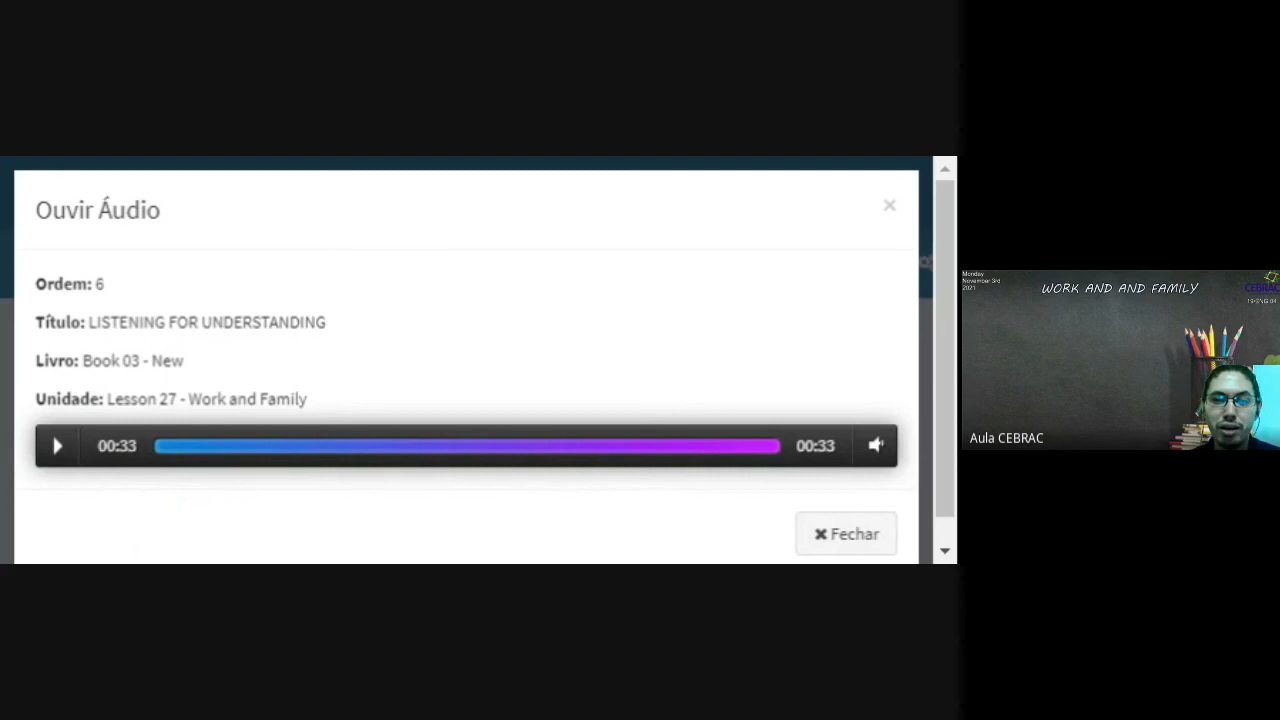 Ouvir Áudio
×
Ordem: 6
Título: LISTENING FOR UNDERSTANDING
Livro: Book 03 - New
Unidade: Lesson 27 - Work and Family
00:33 00:33
✖ Fechar
Monday
November 3rd
2021
WORK AND AND FAMILY
CEBRAC
Aula CEBRAC